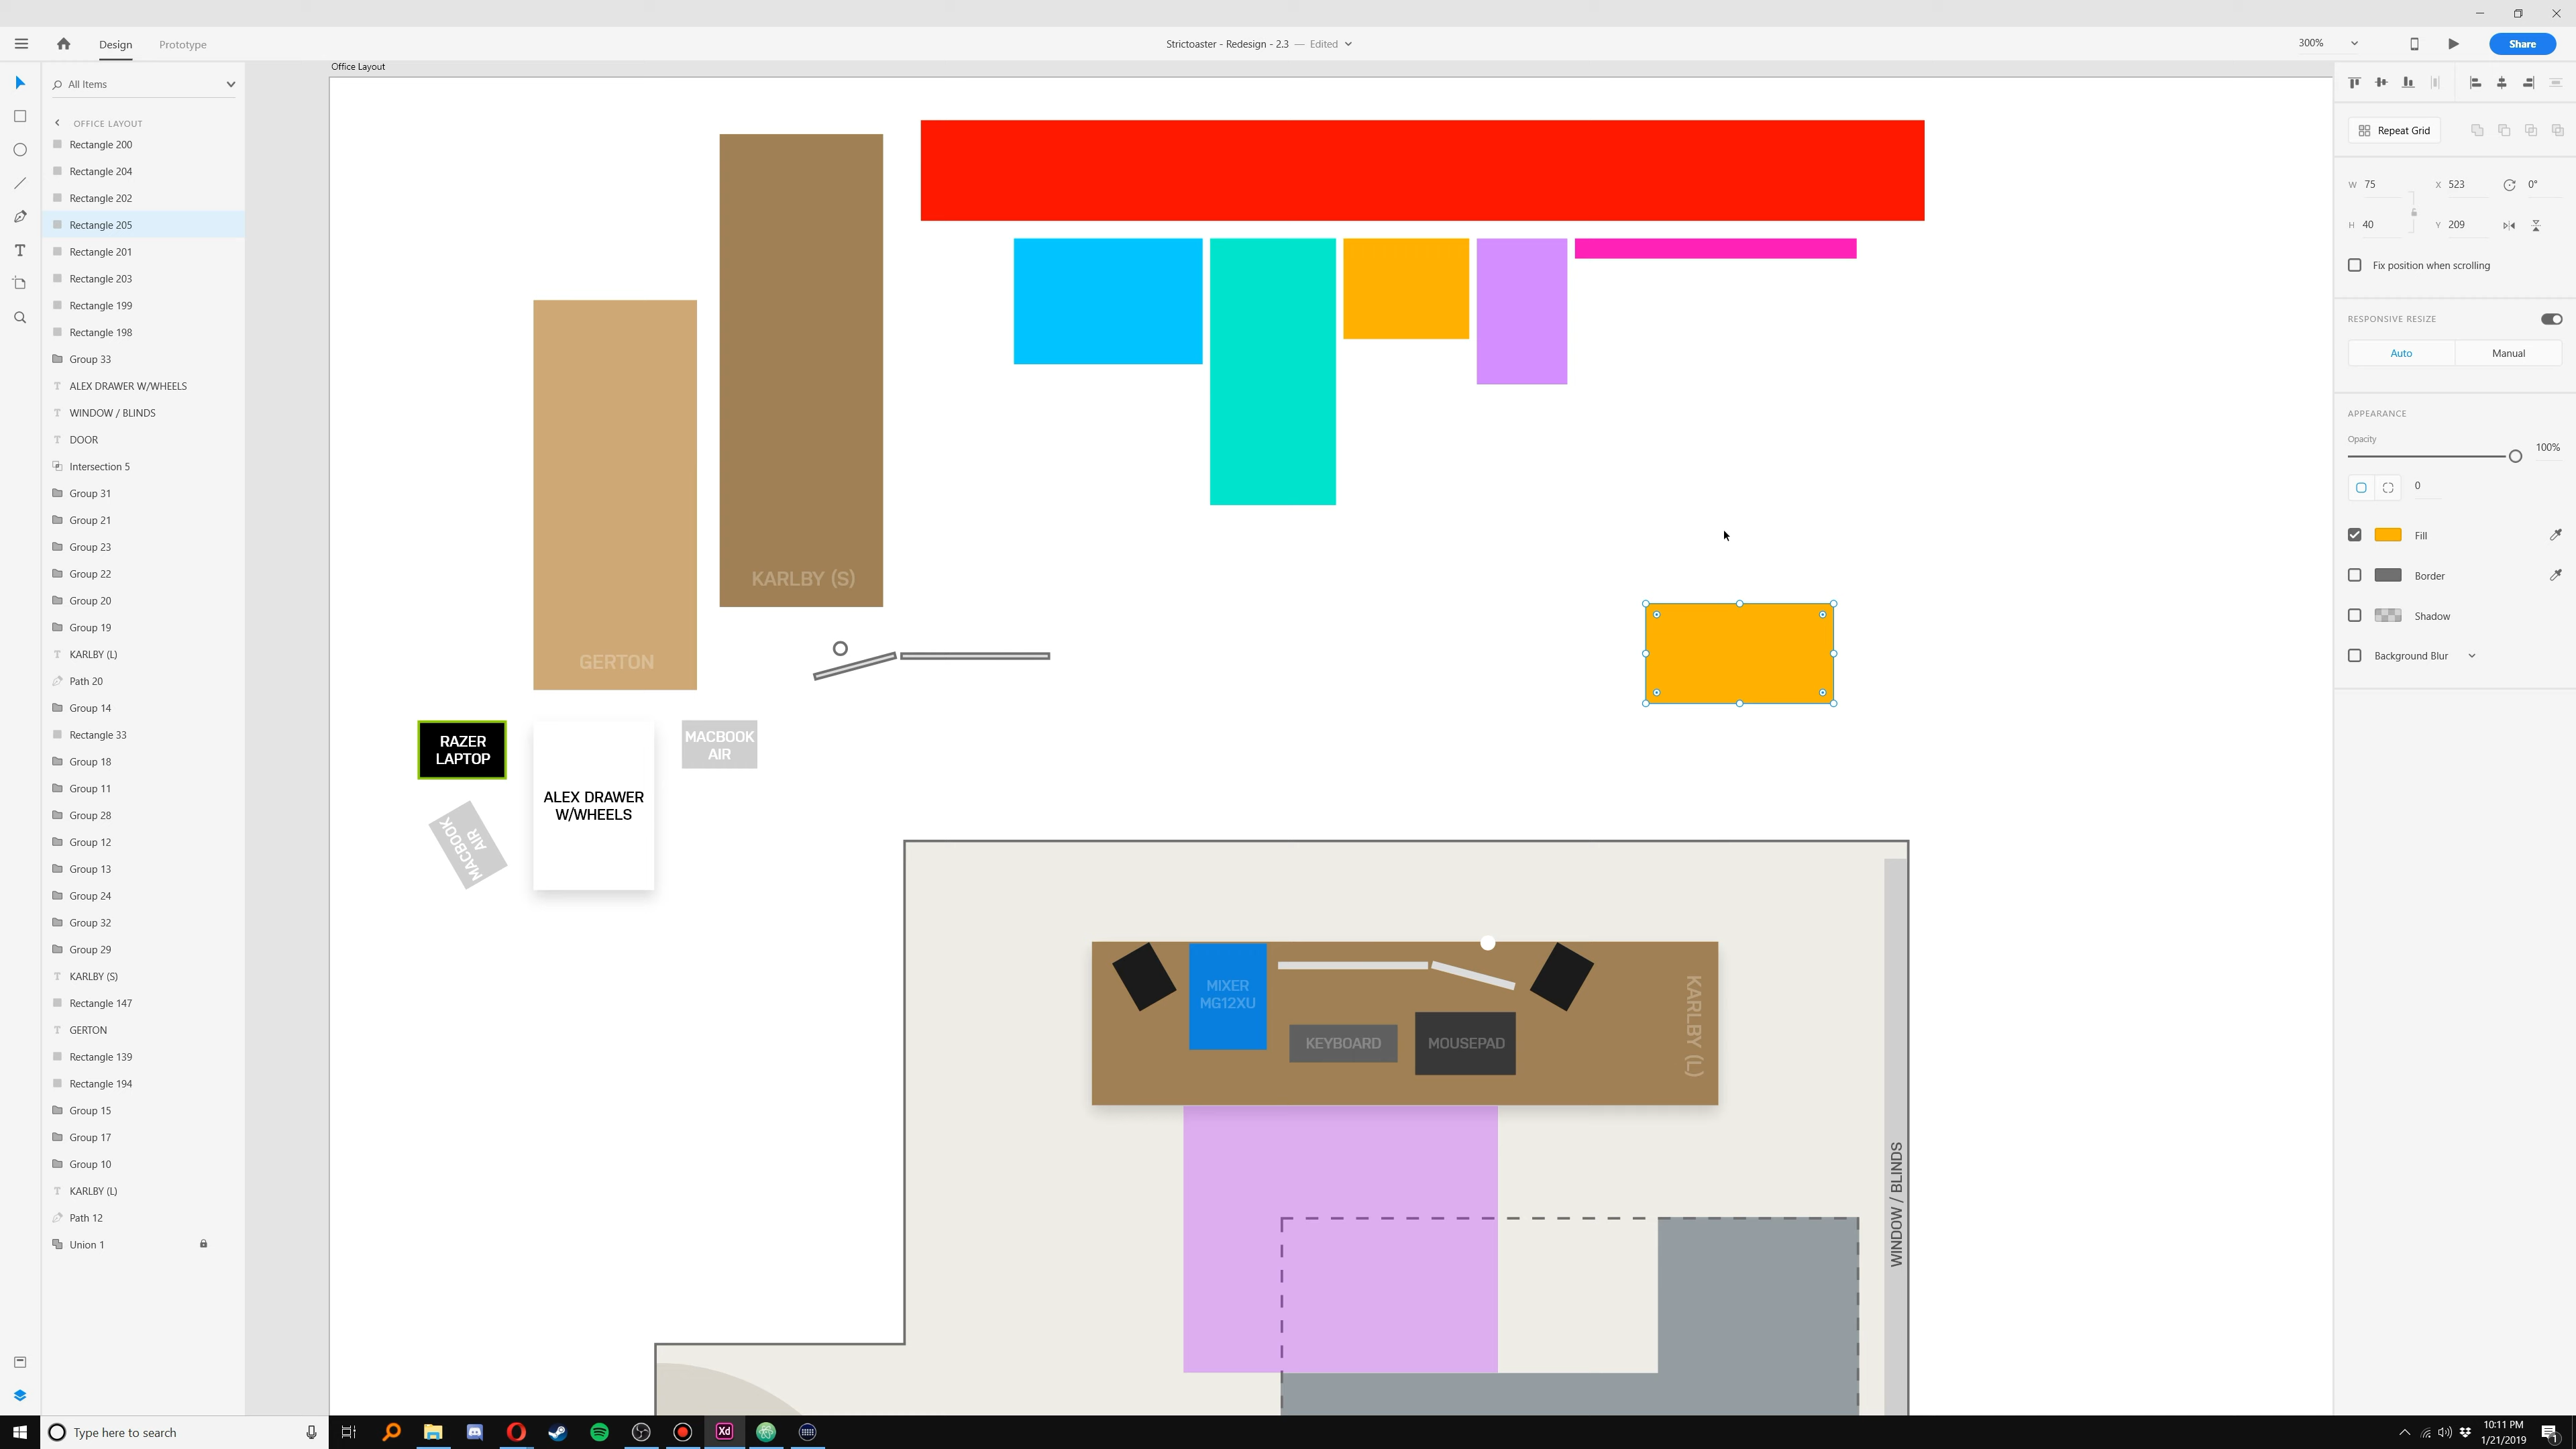 Design
Prototype
Strictoaster - Redesign - 2.3 — Edited
300%
Share
All Items
OFFICE LAYOUT
Rectangle 200
Rectangle 204
Rectangle 202
Rectangle 205
Rectangle 201
Rectangle 203
Rectangle 199
Rectangle 198
Group 33
ALEX DRAWER W/WHEELS
WINDOW / BLINDS
DOOR
Intersection 5
Group 31
Group 21
Group 23
Group 22
Group 20
Group 19
KARLBY (L)
Path 20
Group 14
Rectangle 33
Group 18
Group 11
Group 28
Group 12
Group 13
Group 24
Group 32
Group 29
KARLBY (S)
Rectangle 147
GERTON
Rectangle 139
Rectangle 194
Group 15
Group 17
Group 10
KARLBY (L)
Path 12
Union 1
Office Layout
KARLBY (S)
GERTON
RAZER
LAPTOP
MACBOOK
AIR
ALEX DRAWER
W/WHEELS
MACBOOK
AIR
MIXER
MG12XU
KEYBOARD
MOUSEPAD
KARLBY (L)
WINDOW / BLINDS
Repeat Grid
W 75
X 523
0°
H 40
Y 209
Fix position when scrolling
RESPONSIVE RESIZE
Auto
Manual
APPEARANCE
Opacity
100%
0
Fill
Border
Shadow
Background Blur
Type here to search
Xd
10:11 PM
1/21/2019
1